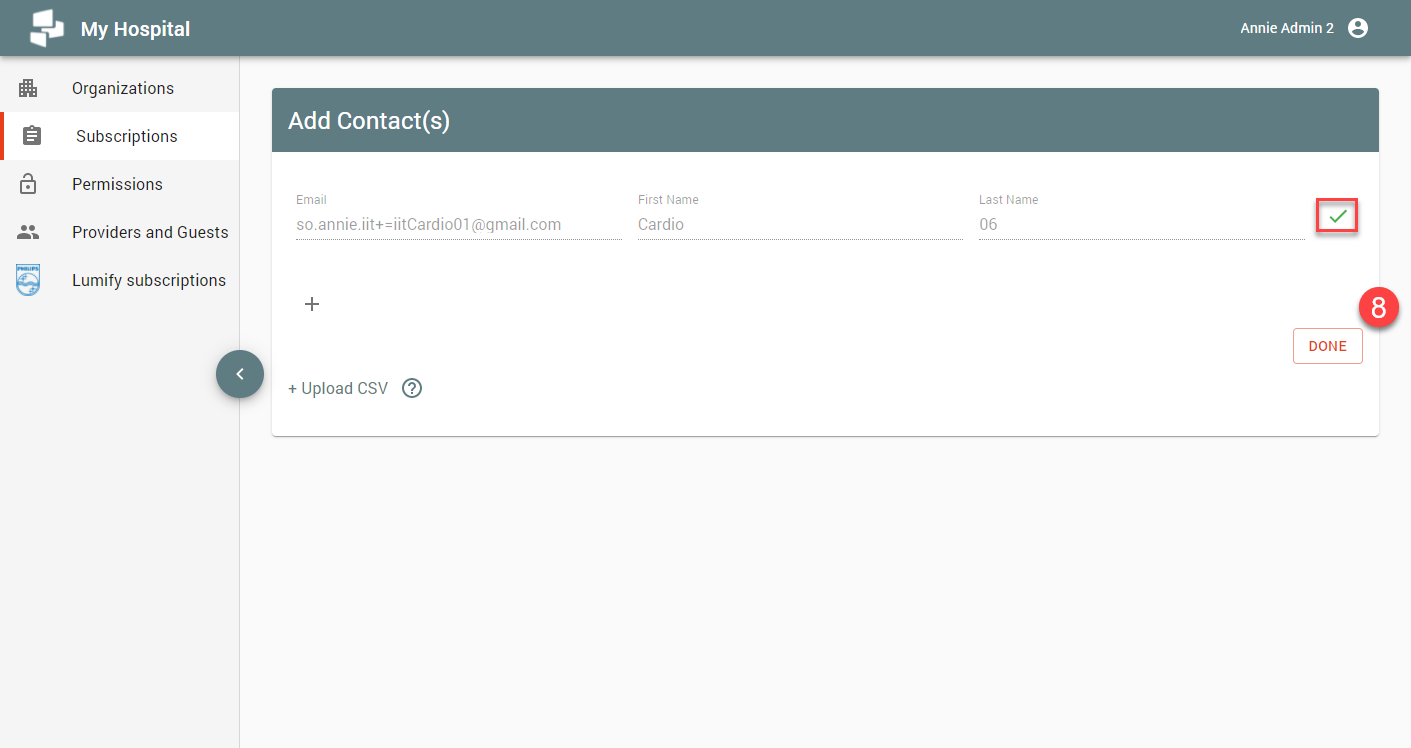 My Hospital
Annie Admin 2
Organizations
Subscriptions
Permissions
Providers and Guests
PHILIPS
Lumify subscriptions
Add Contact(s)
Email
First Name
Last Name
so.annie.iit+=iitCardio01@gmail.com
Cardio
06
8
DONE
+ Upload CSV